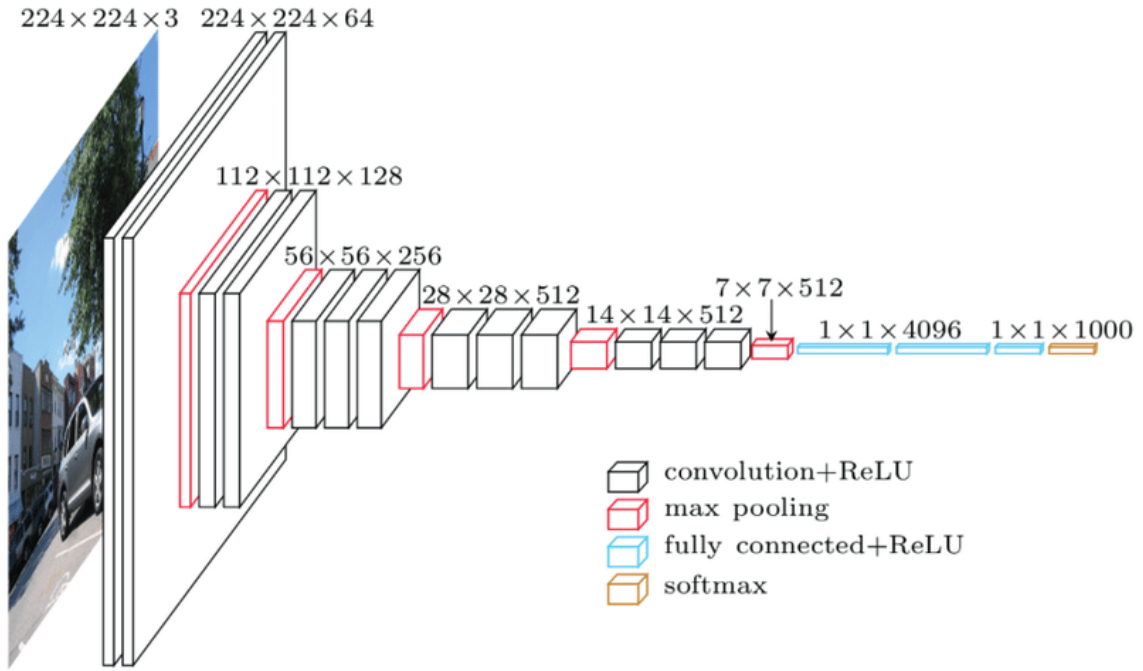 224×224×3
224×224×64
112×112×128
56×56×256
28×28×512
14×14×512
7×7×512
1×1×4096
1×1×1000
convolution+ReLU
max pooling
fully connected+ReLU
softmax